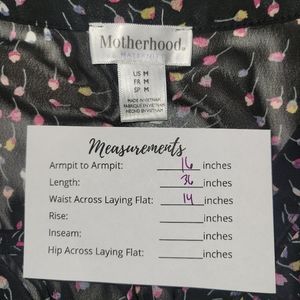 Motherhood®
MATERNITY
US M
FR M
SP M
MADE IN VIETNAM
FABRIQUÉ EN VIETNAM
HECHO EN VIETNAM
Measurements
Armpit to Armpit: 16 inches
Length: 36 inches
Waist Across Laying Flat: 14 inches
Rise: inches
Inseam: inches
Hip Across Laying Flat: inches